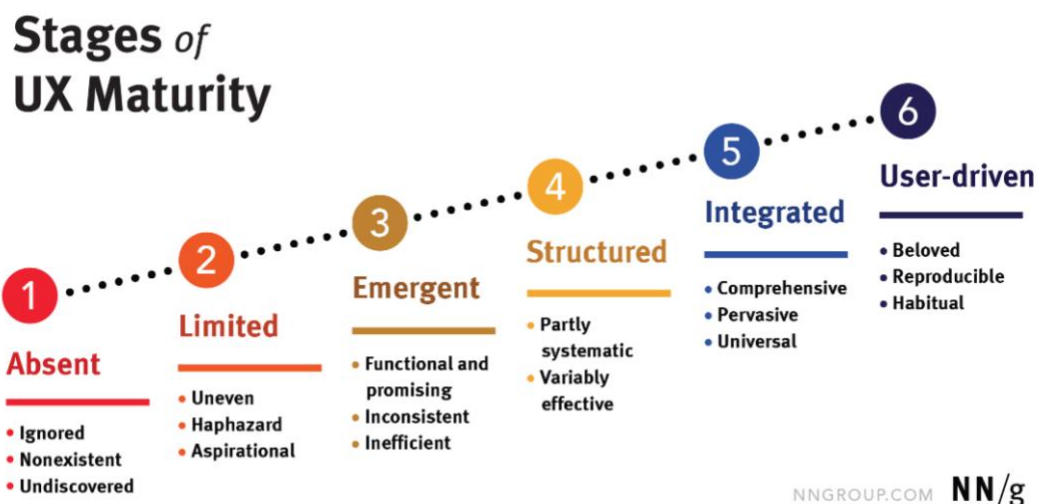 Stages of
UX Maturity
1
Absent
• Ignored
• Nonexistent
• Undiscovered
2
Limited
• Uneven
• Haphazard
• Aspirational
3
Emergent
• Functional and
promising
• Inconsistent
• Inefficient
4
Structured
• Partly
systematic
• Variably
effective
5
Integrated
• Comprehensive
• Pervasive
• Universal
6
User-driven
• Beloved
• Reproducible
• Habitual
NNGROUP.COM NN/g